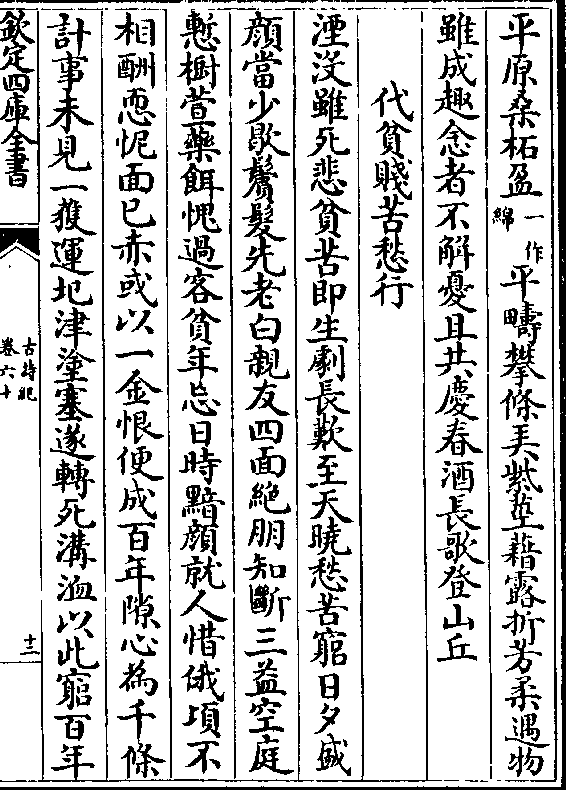 平原桑柘盈一作綿平疇攀條弄紫莖藉露折芳柔遇物
雖成趣念者不解憂且共慶春酒長歌登山丘
代貧賤苦愁行
湮沒雖死悲貧苦即生劇長歎至天曉愁苦窮日夕盛
顏當少歇鬢髮先老白親友四面絶朋知斷三益空庭
慙樹萱藥餌愧過客貧年忘日時黯顏就人惜俄頃不
相酬恧怩面已赤或以一金恨便成百年隙心為千條
計事未見一獲運圯津塗塞遂轉死溝洫以此窮百年
欽定四庫全書
古詩紀
卷六十
十三